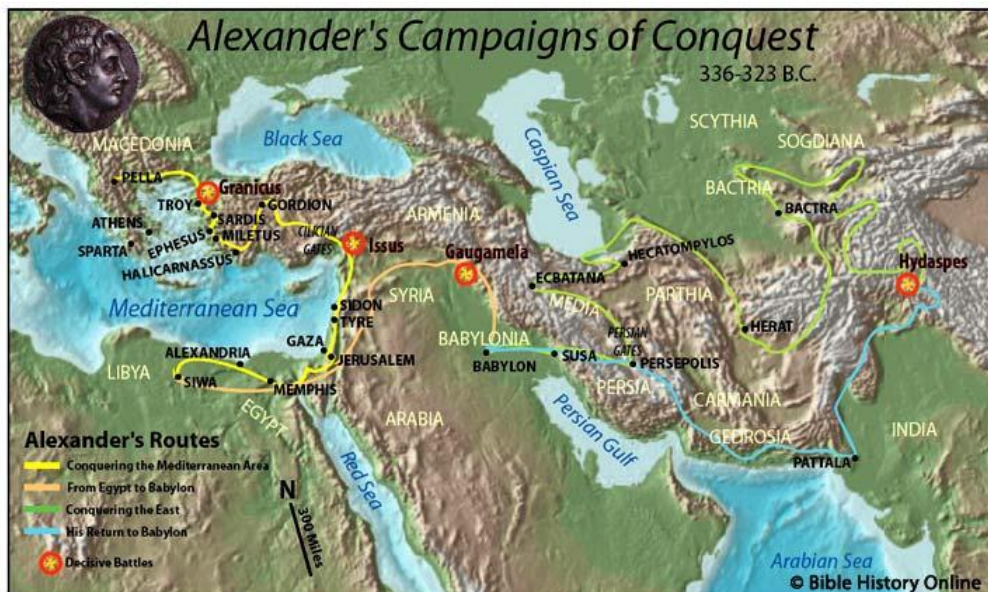 Alexander's Campaigns of Conquest
336-323 B.C.
SCYTHIA
SOGDIANA
MACEDONIA
Black Sea
Caspian Sea
BACTRIA
PELLA
Granicus
TROY
GORDION
BACTRA
SARDIS
ARMENIA
ATHENS
EPHESUS
MILETUS
CILICIAN
GATES
Issus
SPARTA
HALICARNASSUS
Gaugamela
HECATOMPYLOS
Hydaspes
ECBATANA
Mediterranean Sea
SYRIA
MEDIA
PARTHIA
SIDON
TYRE
HERAT
GAZA
BABYLONIA
PERSIAN
GATES
ALEXANDRIA
JERUSALEM
BABYLON
SUSA
PERSEPOLIS
LIBYA
SIWA
MEMPHIS
PERSIA
CARMANIA
EGYPT
ARABIA
Persian Gulf
GEDROSIA
INDIA
PATTALA
Red Sea
Alexander's Routes
Conquering the Mediterranean Area
From Egypt to Babylon
Conquering the East
His Return to Babylon
Decisive Battles
N
300 Miles
Arabian Sea
© Bible History Online